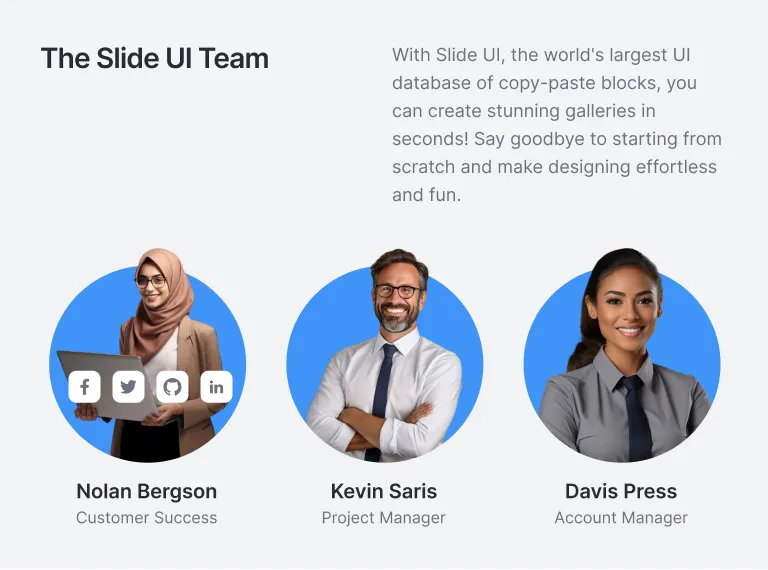 The Slide UI Team
With Slide UI, the world's largest UI
database of copy-paste blocks, you
can create stunning galleries in
seconds! Say goodbye to starting from
scratch and make designing effortless
and fun.
in
Nolan Bergson
Customer Success
Kevin Saris
Project Manager
Davis Press
Account Manager